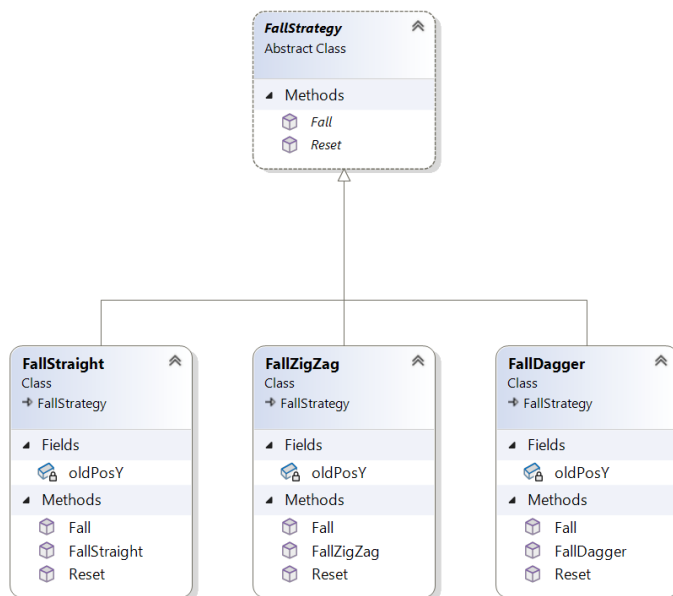 FallStrategy
Abstract Class
Methods
Fall
Reset
FallStraight
Class
FallStrategy
Fields
oldPosY
Methods
Fall
FallStraight
Reset
FallZigZag
Class
FallStrategy
Fields
oldPosY
Methods
Fall
FallZigZag
Reset
FallDagger
Class
FallStrategy
Fields
oldPosY
Methods
Fall
FallDagger
Reset